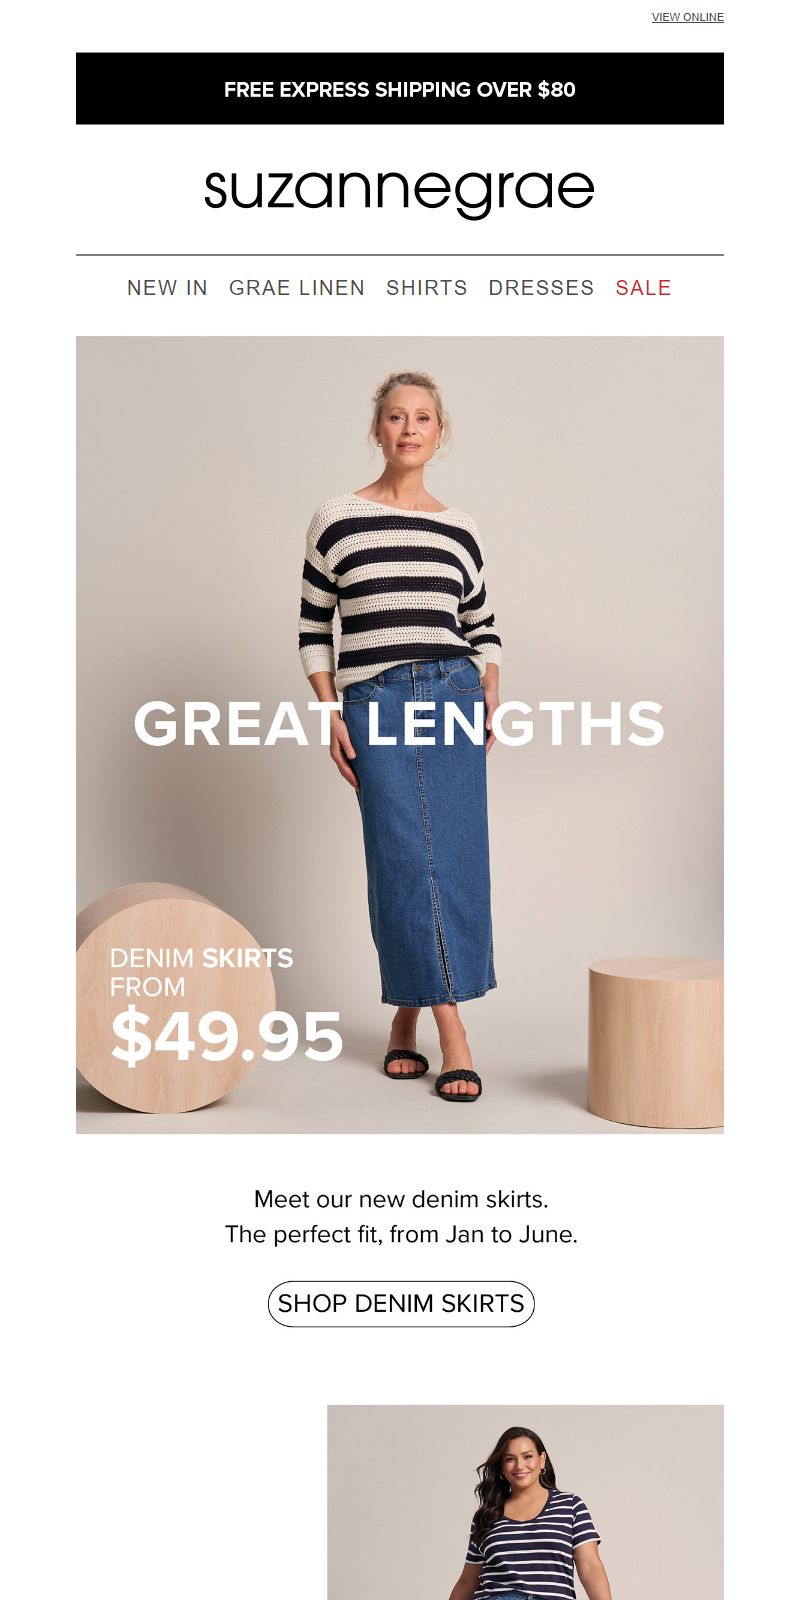 VIEW ONLINE
FREE EXPRESS SHIPPING OVER $80
suzannegrae
NEW IN GRAE LINEN SHIRTS DRESSES SALE
GREAT LENGTHS
DENIM SKIRTS
FROM
$49.95
Meet our new denim skirts.
The perfect fit, from Jan to June.
SHOP DENIM SKIRTS